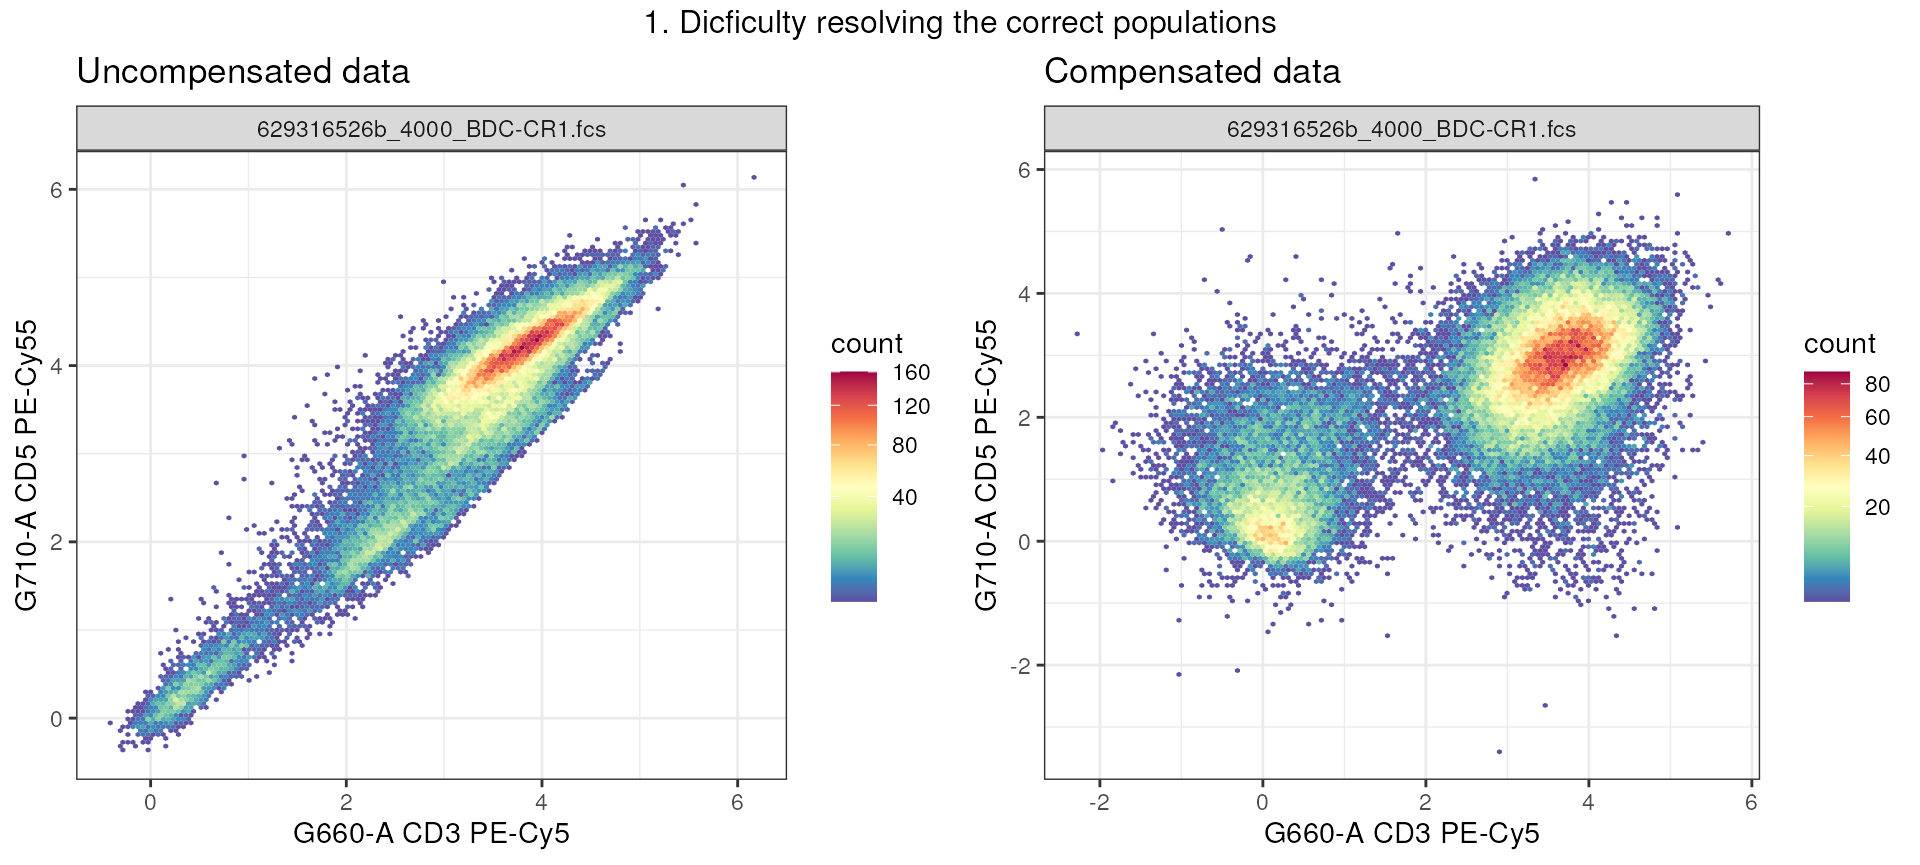 1. Dicficulty resolving the correct populations
Uncompensated data
629316526b_4000_BDC-CR1.fcs
6
4
2
0
0 2 4 6
G710-A CD5 PE-Cy55
G660-A CD3 PE-Cy5
count
160
120
80
40
Compensated data
629316526b_4000_BDC-CR1.fcs
6
4
2
0
-2
-2 0 2 4 6
G710-A CD5 PE-Cy55
G660-A CD3 PE-Cy5
count
80
60
40
20